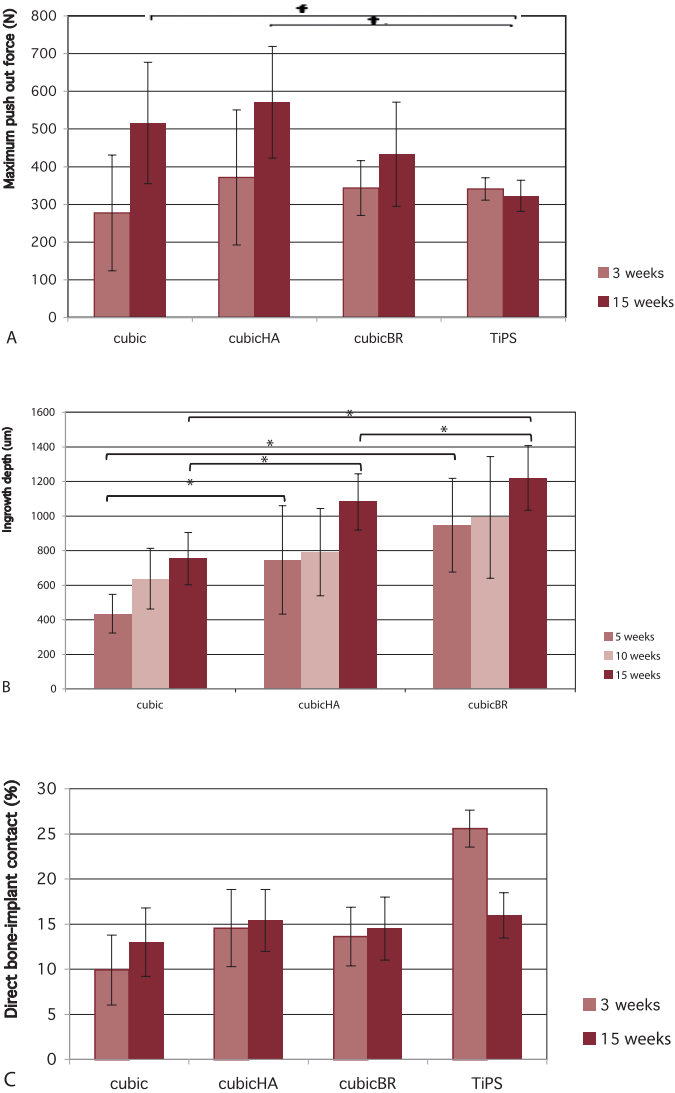 Maximum push out force (N)
800
700
600
500
400
300
200
100
0
ⱡ
ⱡ
cubic cubicHA cubicBR TiPS
3 weeks
15 weeks
A
Ingrowth depth (um)
1600
1400
1200
1000
800
600
400
200
0
*
*
*
*
*
cubic cubicHA cubicBR
5 weeks
10 weeks
15 weeks
B
Direct bone-implant contact (%)
30
25
20
15
10
5
0
cubic cubicHA cubicBR TiPS
3 weeks
15 weeks
C